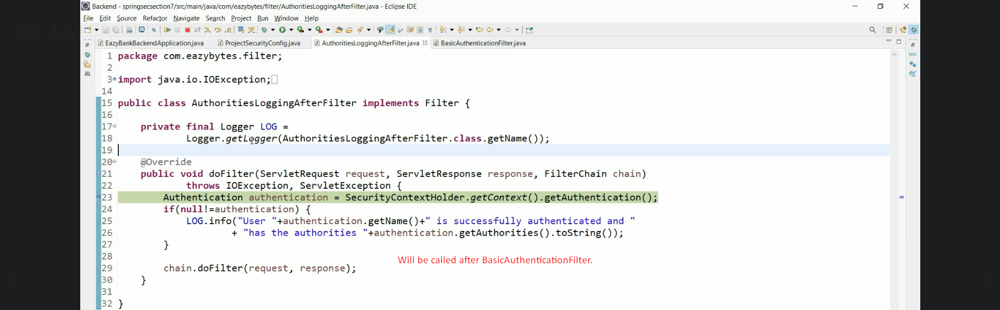 69. Add
Backend - springsecsection7/src/main/java/com/eazybytes/filter/AuthoritiesLoggingAfterFilter.java - Eclipse IDE
File Edit Source Refactor Navigate Search Project Run Window Help
EazyBankBackendApplication.java ProjectSecurityConfig.java AuthoritiesLoggingAfterFilter.java BasicAuthenticationFilter.java
1 package com.eazybytes.filter;
2
3 import java.io.IOException;
14
15 public class AuthoritiesLoggingAfterFilter implements Filter {
16
17     private final Logger LOG =
18             Logger.getLogger(AuthoritiesLoggingAfterFilter.class.getName());
19
20     @Override
21     public void doFilter(ServletRequest request, ServletResponse response, FilterChain chain)
22             throws IOException, ServletException {
23         Authentication authentication = SecurityContextHolder.getContext().getAuthentication();
24         if(null!=authentication) {
25             LOG.info("User "+authentication.getName()+" is successfully authenticated and "
26                     + "has the authorities "+authentication.getAuthorities().toString());
27         }
28
Will be called after BasicAuthenticationFilter.
29         chain.doFilter(request, response);
30     }
31
32 }